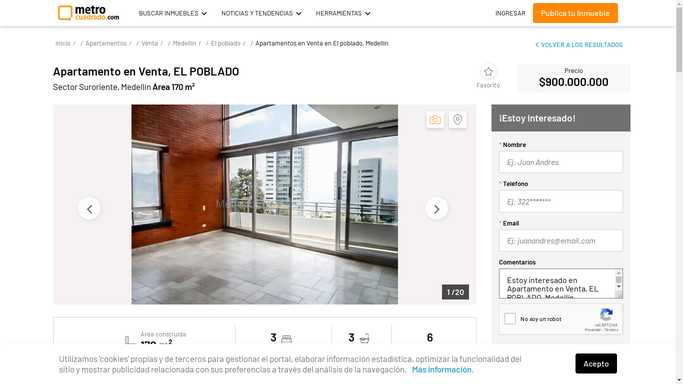 metro
cuadrado.com
BUSCAR INMUEBLES
NOTICIAS Y TENDENCIAS
HERRAMIENTAS
INGRESAR
Publica tu Inmueble
Inicio / / Apartamentos / / Venta / / Medellin / / El poblado / / Apartamentos en Venta en El poblado, Medellin
VOLVER A LOS RESULTADOS
Apartamento en Venta, EL POBLADO
Sector Suroriente, Medellin Área 170 m²
Favorito
Precio
$900.000.000
1 / 20
¡Estoy Interesado!
* Nombre
Ej: Juan Andres
* Teléfono
Ej: 322*******
* Email
Ej: juanandres@email.com
Comentarios
Estoy interesado en
Apartamento en Venta, EL
POBLADO, Medellin
No soy un robot
reCAPTCHA
Privacidad - Términos
Área construida
170 m²
3
3
6
Utilizamos 'cookies' propias y de terceros para gestionar el portal, elaborar información estadística, optimizar la funcionalidad del
sitio y mostrar publicidad relacionada con sus preferencias a través del análisis de la navegación. Más información.
Acepto